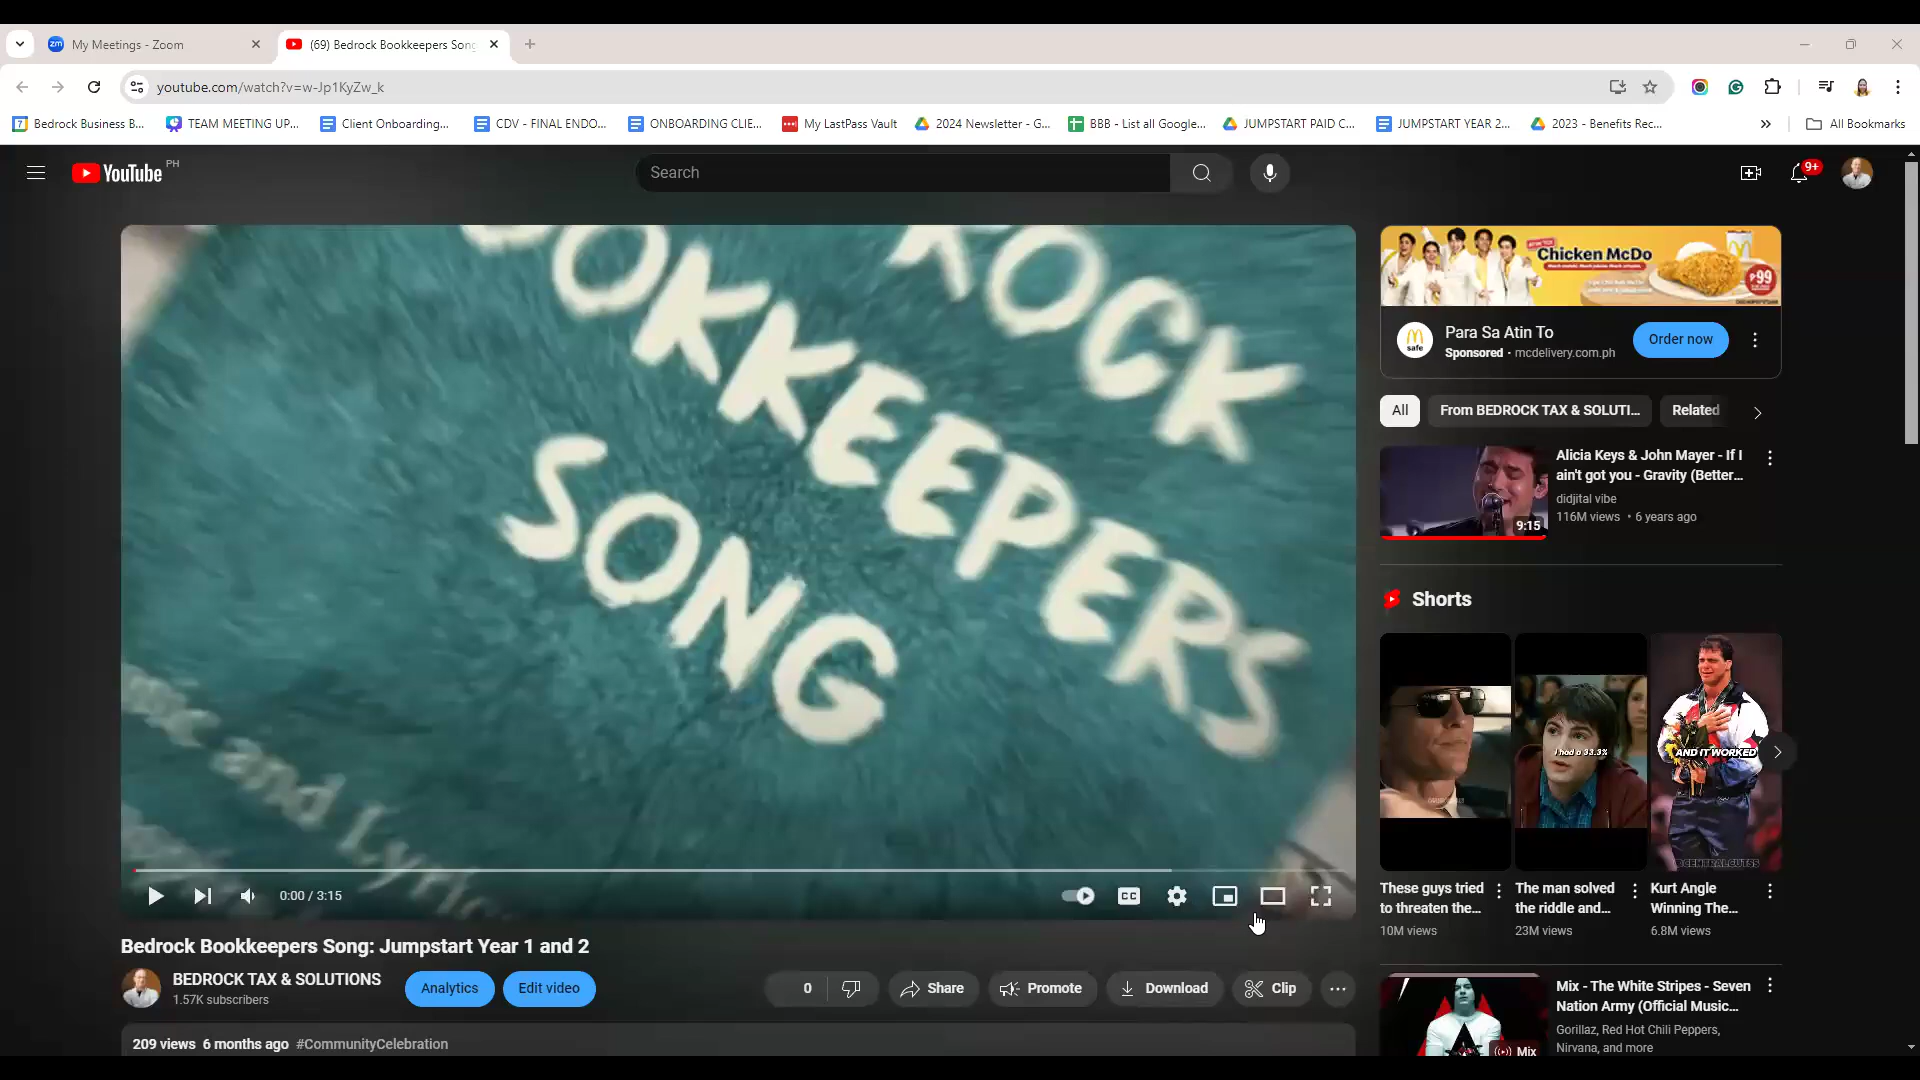 My Meetings - Zoom
(69) Bedrock Bookkeepers Song
youtube.com/watch?v=w-Jp1KyZw_k
Bedrock Business B...
TEAM MEETING UP...
Client Onboarding...
CDV - FINAL ENDO...
ONBOARDING CLIE...
My LastPass Vault
2024 Newsletter - G...
BBB - List all Google...
JUMPSTART PAID C...
JUMPSTART YEAR 2...
2023 - Benefits Rec...
All Bookmarks
YouTube PH
Search
9+
ROCK
OOKKEEPERS
SONG
and Lyric
CC
0:00 / 3:15
Bedrock Bookkeepers Song: Jumpstart Year 1 and 2
BEDROCK TAX & SOLUTIONS
1.57K subscribers
Analytics
Edit video
0
Share
Promote
Download
Clip
209 views 6 months ago #CommunityCelebration
Chicken McDo
₱99
Para Sa Atin To
Sponsored · mcdelivery.com.ph
Order now
All
From BEDROCK TAX & SOLUTI...
Related
Alicia Keys & John Mayer - If I
ain't got you - Gravity (Better...
didjital vibe
116M views • 6 years ago
9:15
Shorts
I had a 33.3%
AND IT WORKED
@CENTRALCUTSS
These guys tried
to threaten the...
10M views
The man solved
the riddle and...
23M views
Kurt Angle
Winning The...
6.8M views
Mix - The White Stripes - Seven
Nation Army (Official Music...
Gorillaz, Red Hot Chili Peppers,
Nirvana, and more
Mix